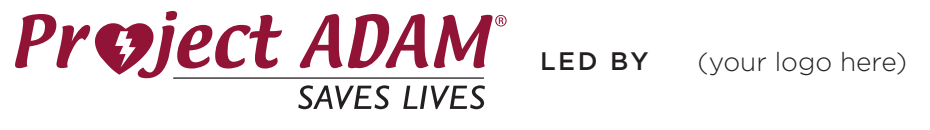 Project ADAM®
SAVES LIVES
LED BY (your logo here)